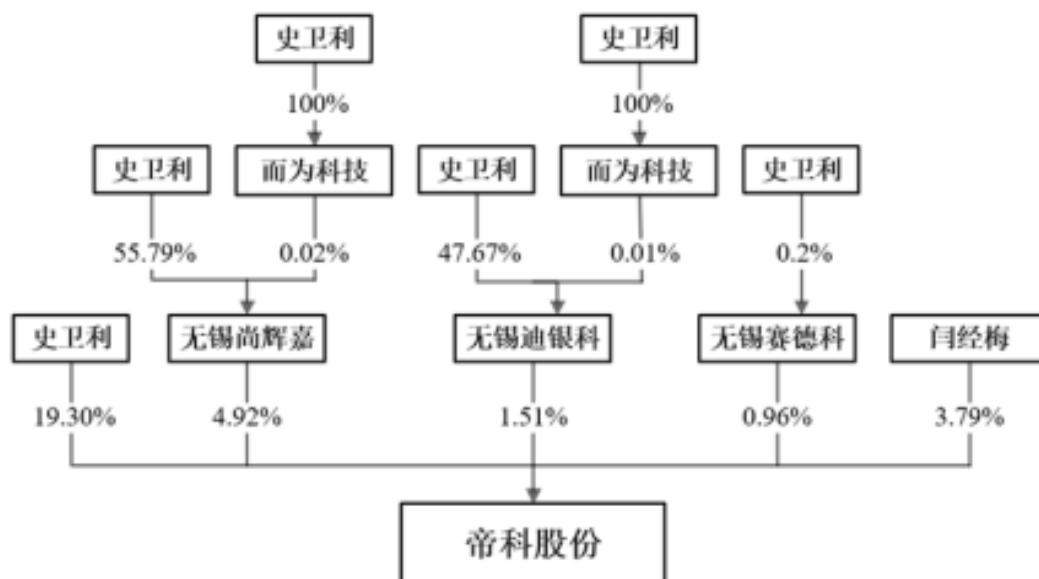 史卫利 史卫利
100% 100%
史卫利 而为科技 史卫利 而为科技 史卫利
55.79% 0.02% 47.67% 0.01% 0.2%
史卫利 无锡尚辉嘉 无锡迪银科 无锡赛德科 闫经梅
19.30% 4.92% 1.51% 0.96% 3.79%
帝科股份